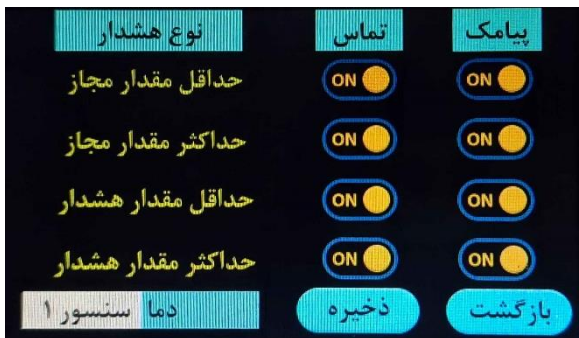 نوع هشدار تماس پیامک
حداقل مقدار مجاز ON ON
حداکثر مقدار مجاز ON ON
حداقل مقدار هشدار ON ON
حداکثر مقدار هشدار ON ON
دما سنسور ۱ ذخیره بازگشت